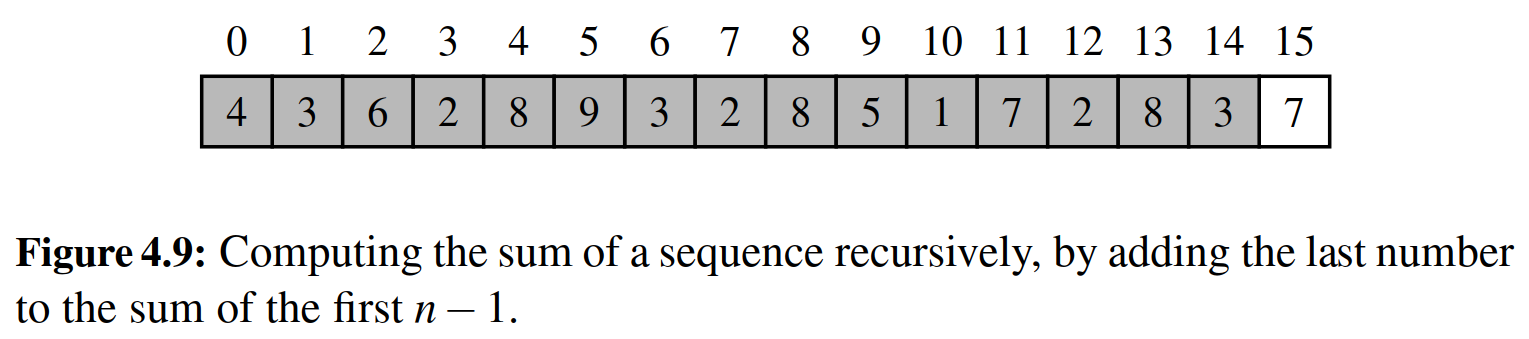 0 1 2 3 4 5 6 7 8 9 10 11 12 13 14 15
4 3 6 2 8 9 3 2 8 5 1 7 2 8 3 7
Figure 4.9: Computing the sum of a sequence recursively, by adding the last number
to the sum of the first n − 1.